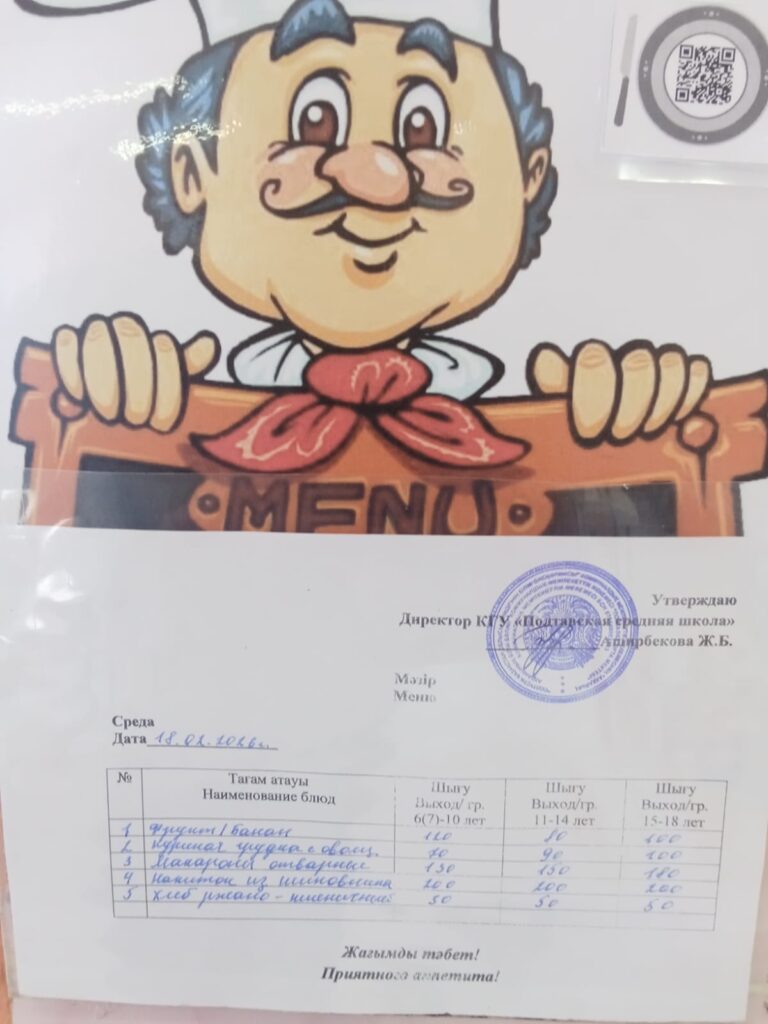 MENU
Утверждаю
Директор КГУ «Полтавская средняя школа»
Аширбекова Ж.Б.
Мәзір
Меню
Среда
Дата 18.02.2026г.
№ Тағам атауы Наименование блюд Шығу Выход/ гр. 6(7)-10 лет Шығу Выход/гр. 11-14 лет Шығу Выход/гр. 15-18 лет
1 Фрукт/банан 120 80 100
2 Куриная грудка с овощ. 70 90 100
3 Макароны отварные 130 150 180
4 Напиток из шиповника 200 200 200
5 Хлеб ржано-пшеничный 30 50 50
Жағымды тәбет!
Приятного аппетита!